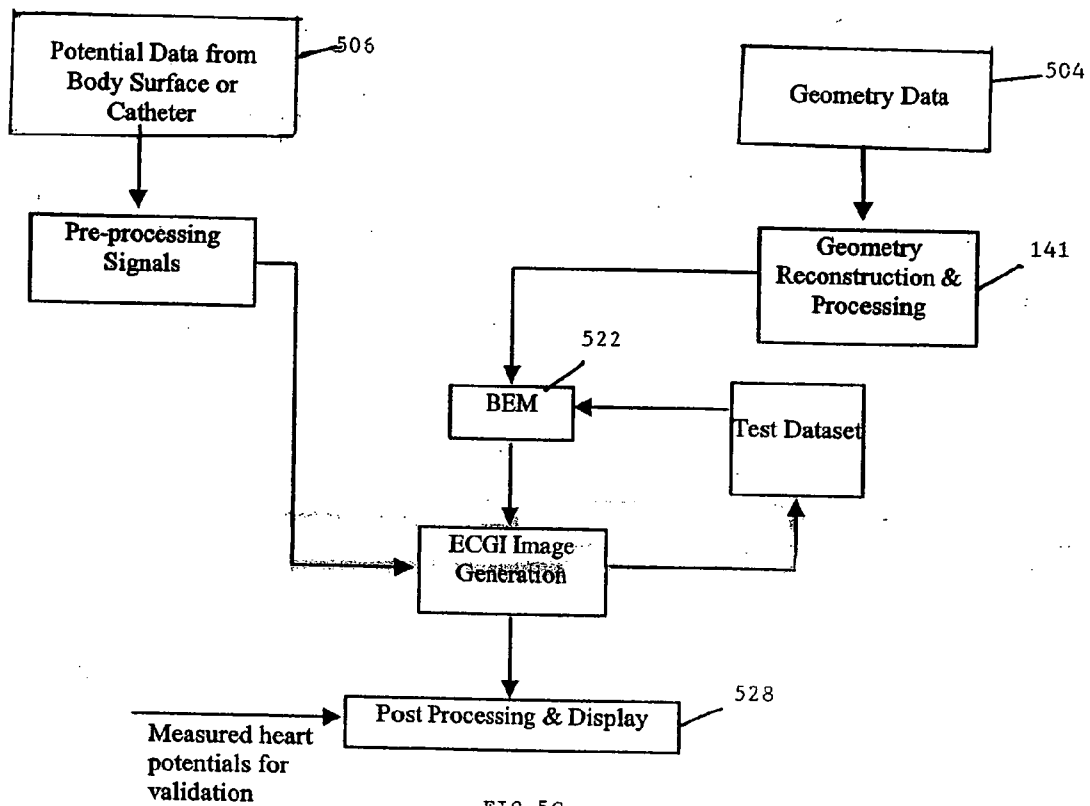 Potential Data from
Body Surface or
Catheter
506
Geometry Data
504
Pre-processing
Signals
Geometry
Reconstruction &
Processing
141
522
BEM
Test Dataset
ECGI Image
Generation
528
Post Processing & Display
Measured heart
potentials for
validation